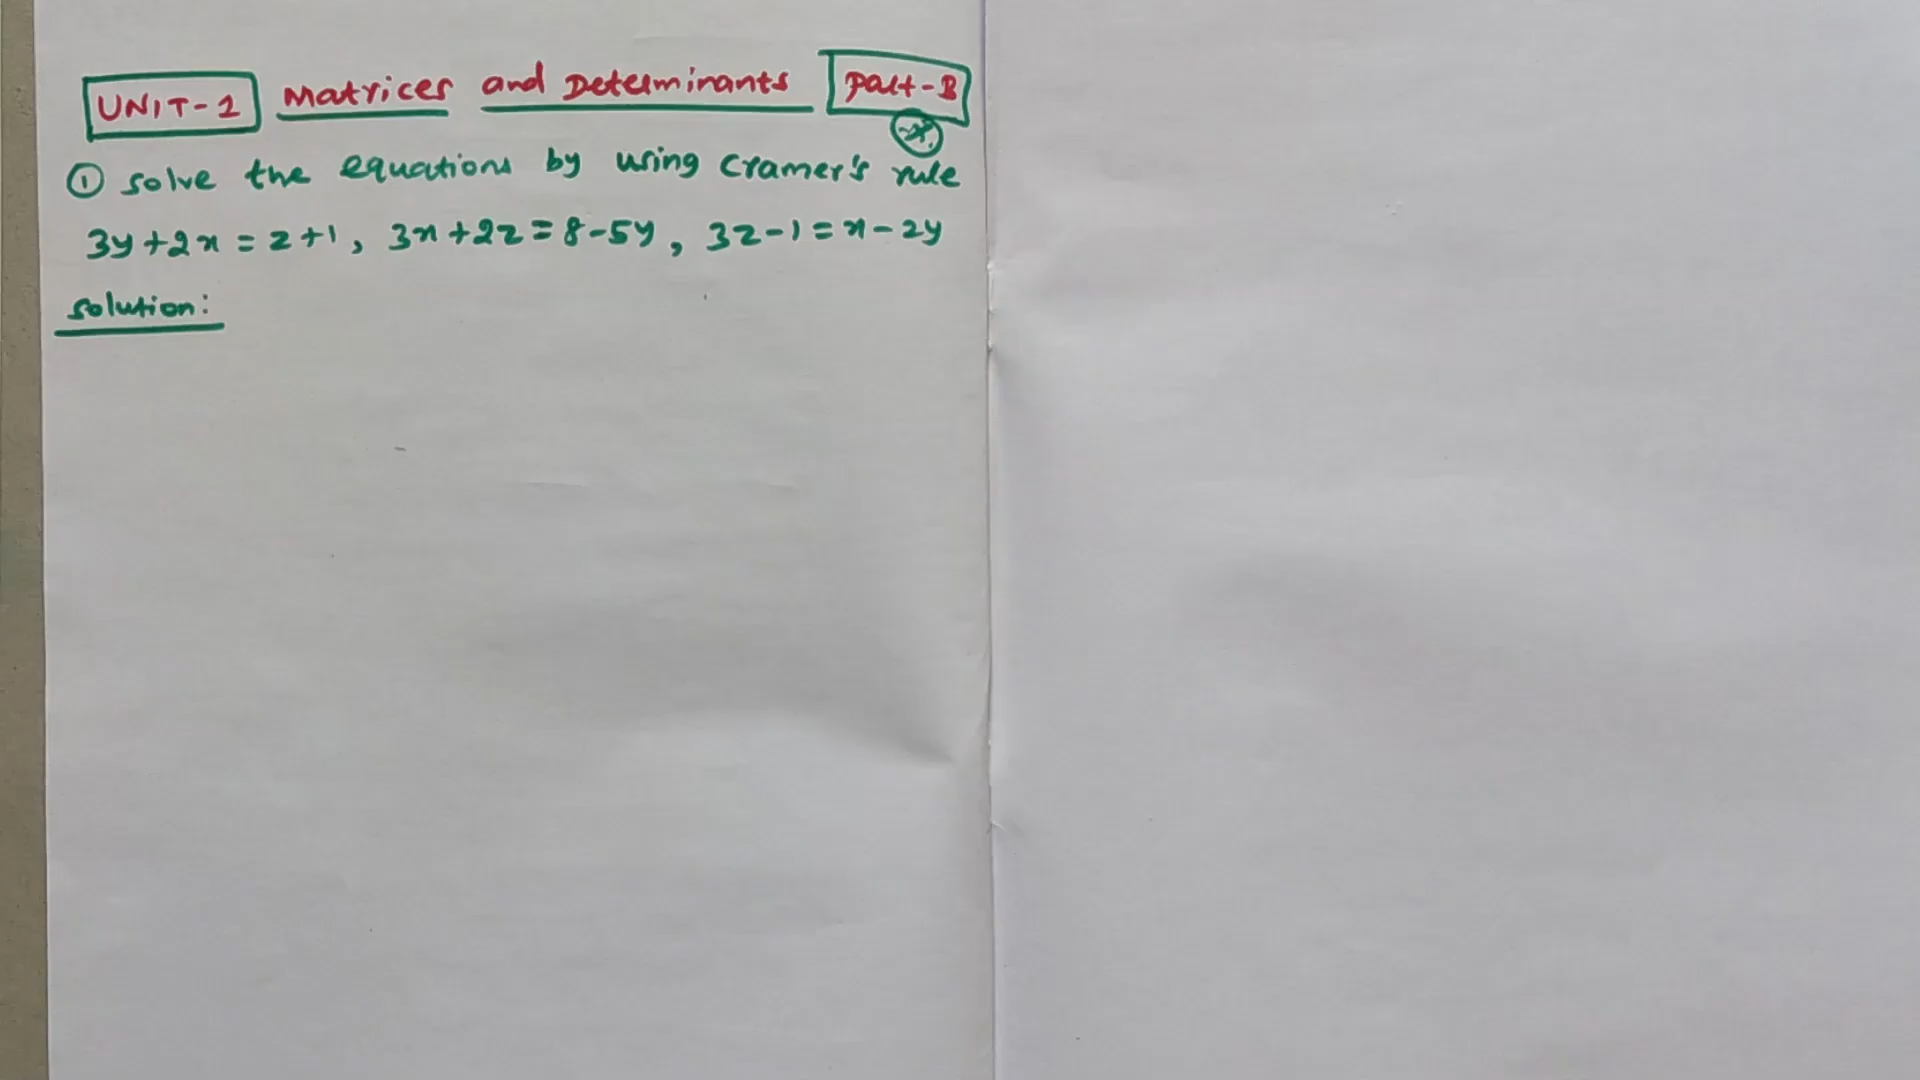 UNIT-1 Matrices and Determinants Part-B
① solve the equations by using Cramer's rule
3y+2x=z+1, 3x+2z=8-5y, 3z-1=x-2y
solution: